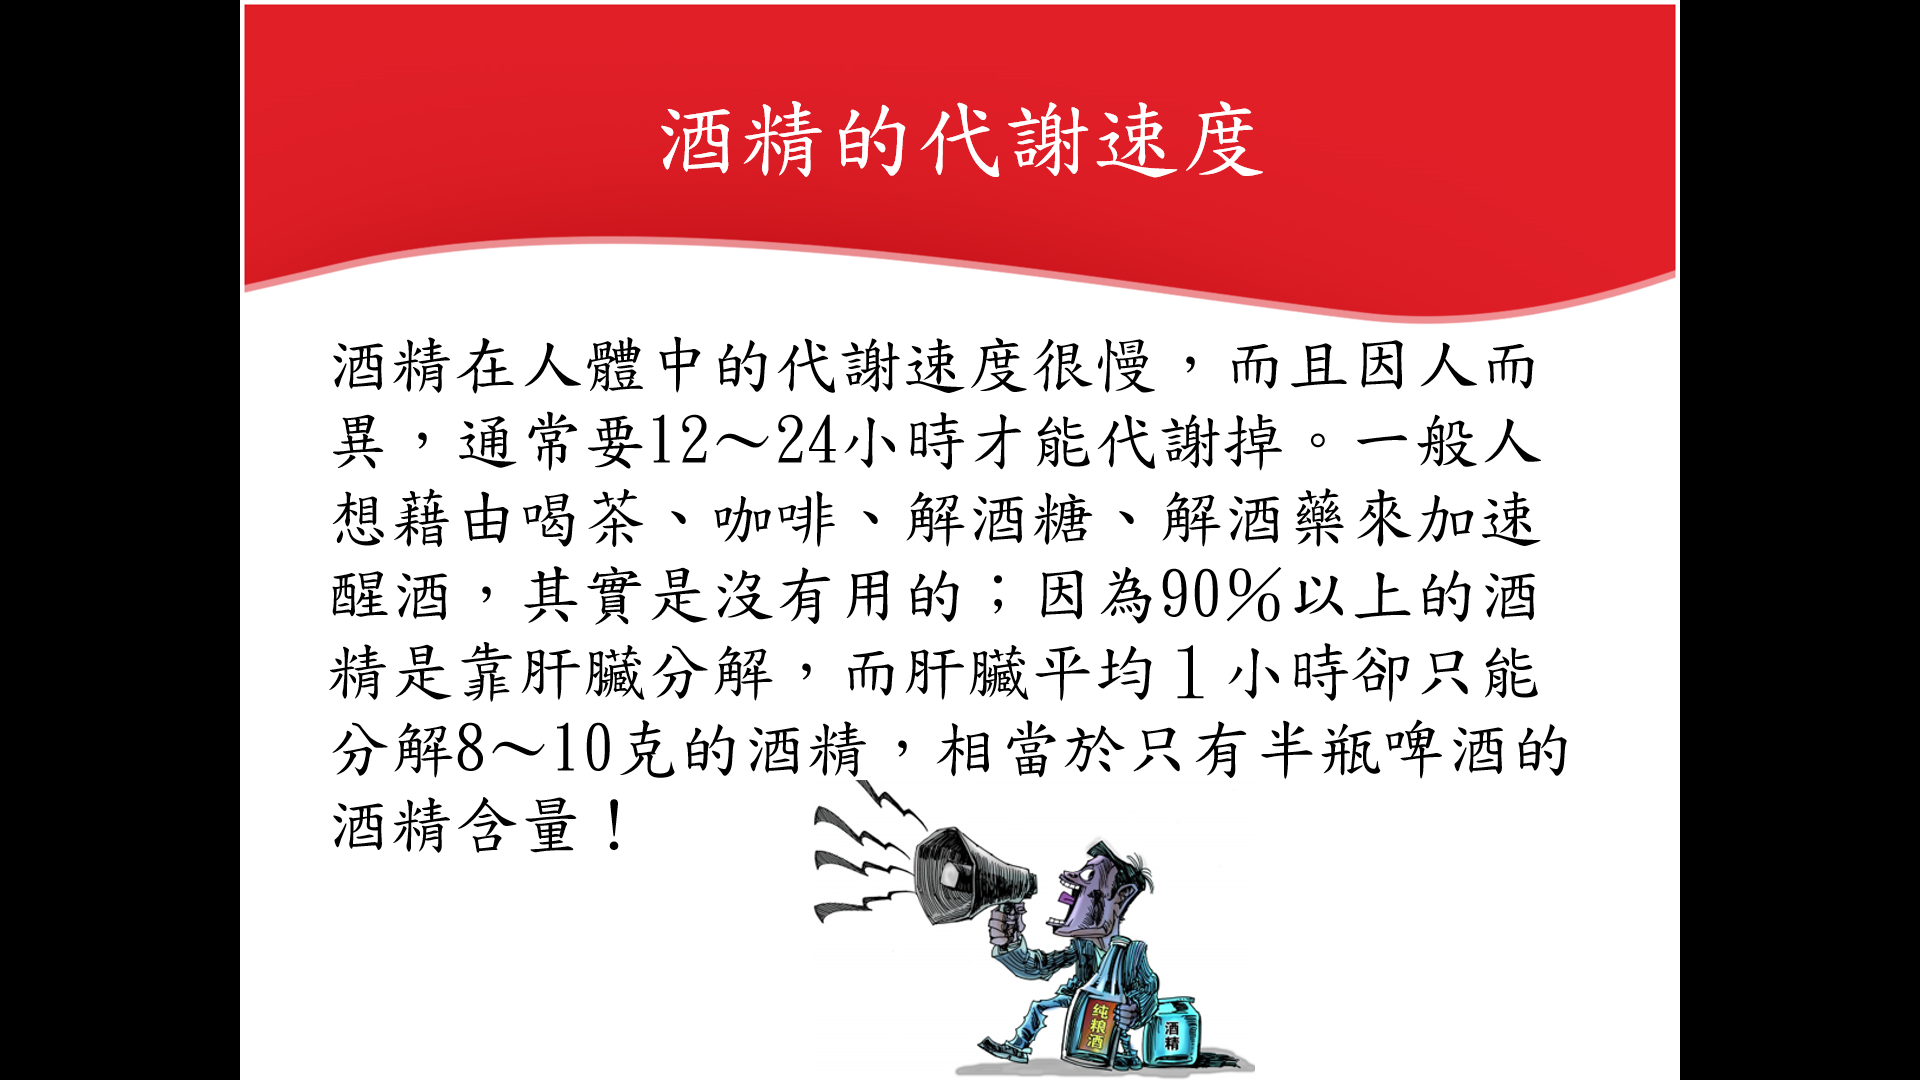 酒精的代謝速度
酒精在人體中的代謝速度很慢，而且因人而
異，通常要12～24小時才能代謝掉。一般人
想藉由喝茶、咖啡、解酒糖、解酒藥來加速
醒酒，其實是沒有用的；因為90％以上的酒
精是靠肝臟分解，而肝臟平均１小時卻只能
分解8～10克的酒精，相當於只有半瓶啤酒的
酒精含量！
纯粮酒
酒精